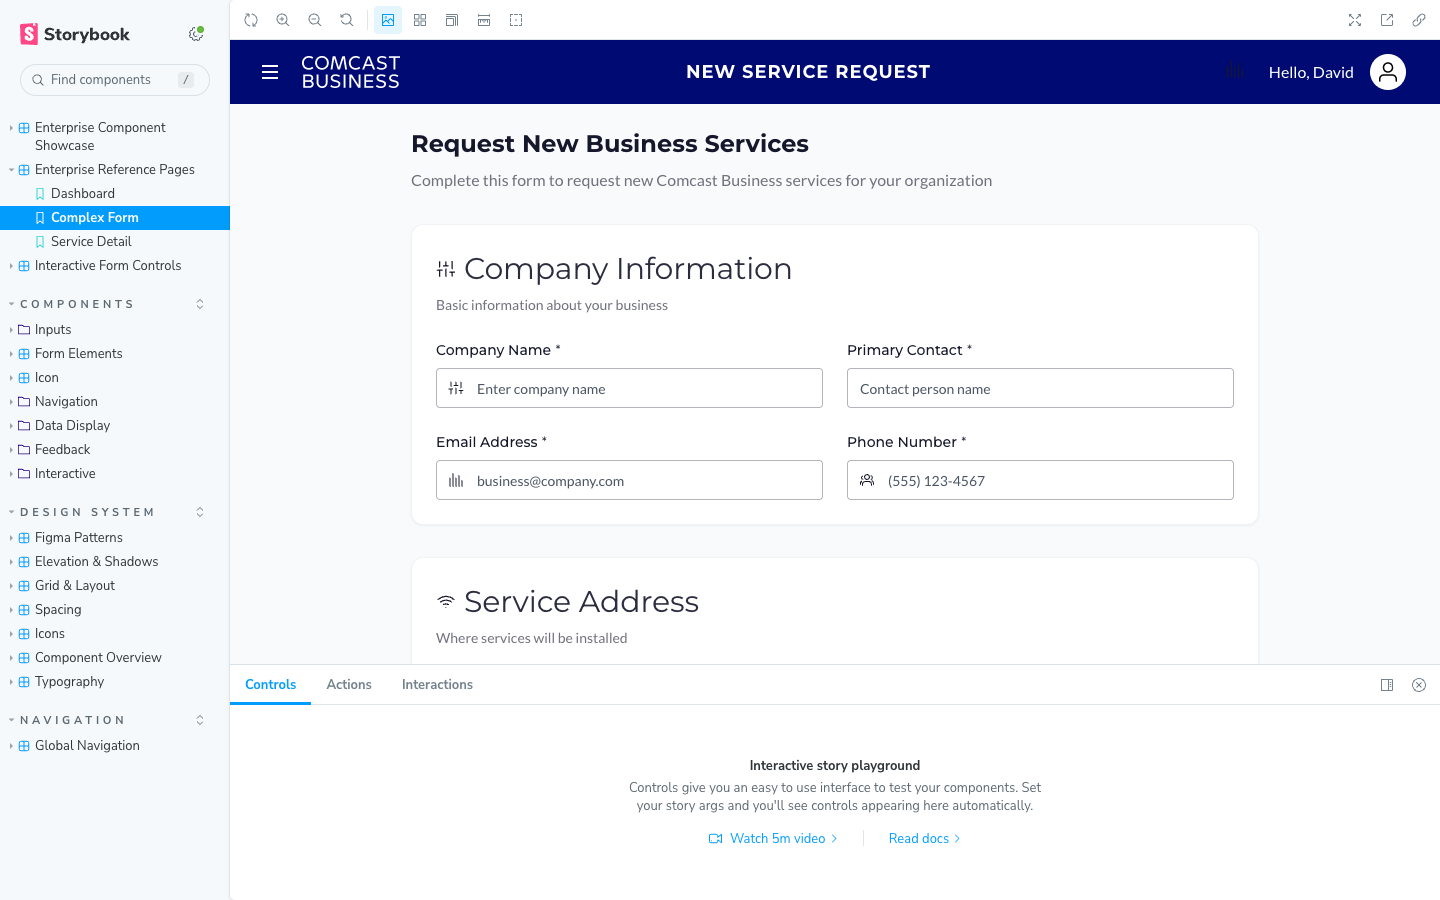 Storybook
Find components
/
Enterprise Component
Showcase
Enterprise Reference Pages
Dashboard
Complex Form
Service Detail
Interactive Form Controls
COMPONENTS
Inputs
Form Elements
Icon
Navigation
Data Display
Feedback
Interactive
DESIGN SYSTEM
Figma Patterns
Elevation & Shadows
Grid & Layout
Spacing
Icons
Component Overview
Typography
NAVIGATION
Global Navigation
COMCAST
BUSINESS
NEW SERVICE REQUEST
Hello, David
Request New Business Services
Complete this form to request new Comcast Business services for your organization
Company Information
Basic information about your business
Company Name *
Primary Contact *
Enter company name
Contact person name
Email Address *
Phone Number *
business@company.com
(555) 123-4567
Service Address
Where services will be installed
Controls
Actions
Interactions
Interactive story playground
Controls give you an easy to use interface to test your components. Set
your story args and you'll see controls appearing here automatically.
Watch 5m video
Read docs